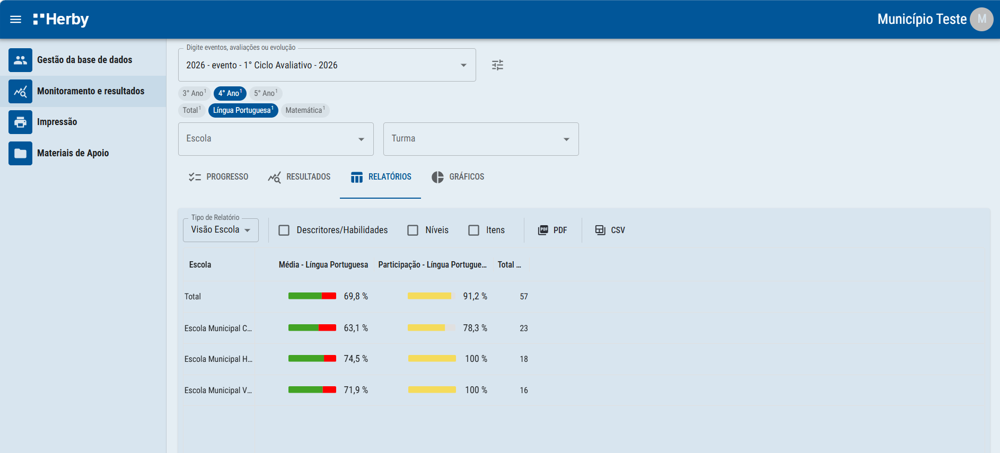 Herby
Município Teste M
Gestão da base de dados
Monitoramento e resultados
Impressão
Materiais de Apoio
Digite eventos, avaliações ou evolução
2026 - evento - 1° Ciclo Avaliativo - 2026
3° Ano¹ 4° Ano¹ 5° Ano¹
Total¹ Língua Portuguesa¹ Matemática¹
Escola Turma
PROGRESSO RESULTADOS RELATÓRIOS GRÁFICOS
Tipo de Relatório
Visão Escola Descritores/Habilidades Níveis Itens PDF PDF CSV
Escola Média - Língua Portuguesa Participação - Língua Portugue... Total ...
Total 69,8 % 91,2 % 57
Escola Municipal C... 63,1 % 78,3 % 23
Escola Municipal H... 74,5 % 100 % 18
Escola Municipal V... 71,9 % 100 % 16